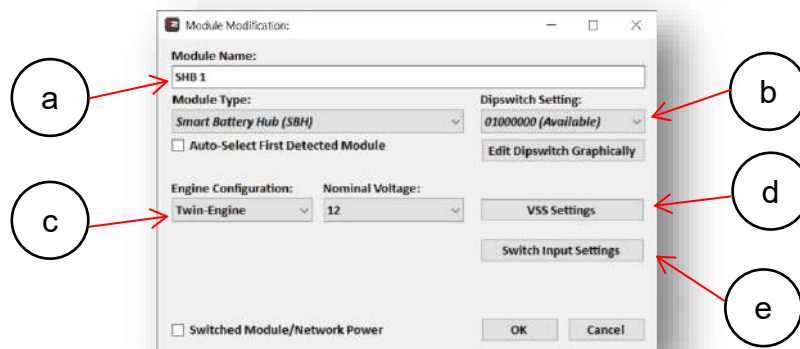 Module Modification:
Module Name:
SHB 1
Module Type:
Dipswitch Setting:
Smart Battery Hub (SBH)
01000000 (Available)
Auto-Select First Detected Module
Edit Dipswitch Graphically
Engine Configuration:
Nominal Voltage:
Twin-Engine
12
VSS Settings
Switch Input Settings
Switched Module/Network Power
OK
Cancel
a
b
c
d
e